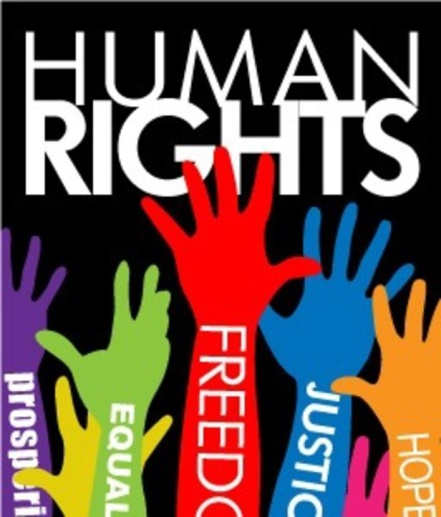 HUMAN
RIGHTS
prosperi
EQUAL
FREEDO
JUSTIC
HOPE